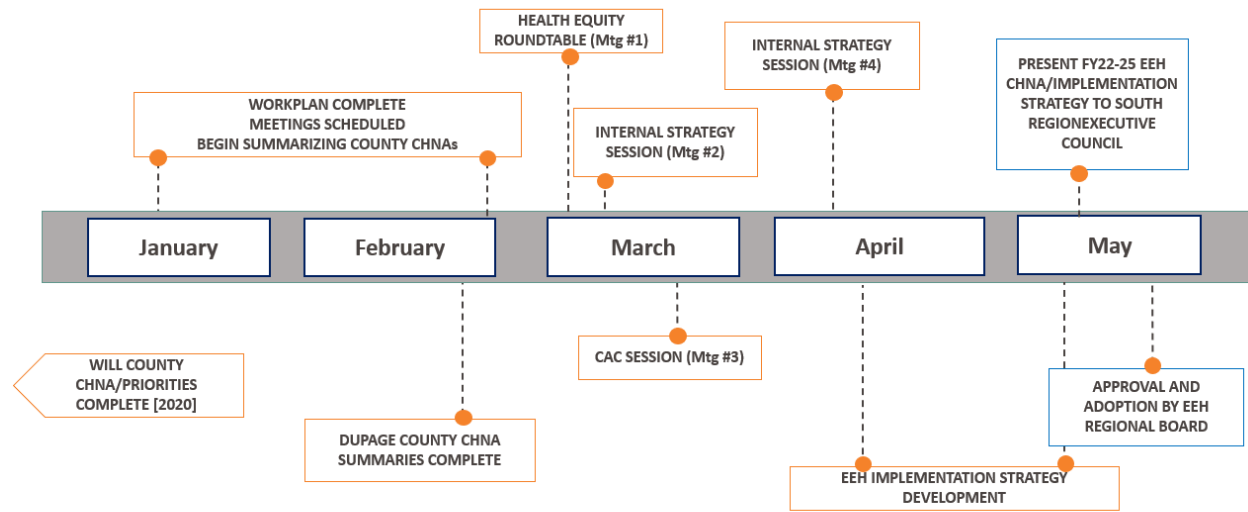 HEALTH EQUITY
ROUNDTABLE (Mtg #1)
INTERNAL STRATEGY
SESSION (Mtg #4)
PRESENT FY22-25 EEH
CHNA/IMPLEMENTATION
STRATEGY TO SOUTH
REGIONEXECUTIVE
COUNCIL
WORKPLAN COMPLETE
MEETINGS SCHEDULED
BEGIN SUMMARIZING COUNTY CHNAs
INTERNAL STRATEGY
SESSION (Mtg #2)
January
February
March
April
May
WILL COUNTY
CHNA/PRIORITIES
COMPLETE [2020]
CAC SESSION (Mtg #3)
APPROVAL AND
ADOPTION BY EEH
REGIONAL BOARD
DUPAGE COUNTY CHNA
SUMMARIES COMPLETE
EEH IMPLEMENTATION STRATEGY
DEVELOPMENT